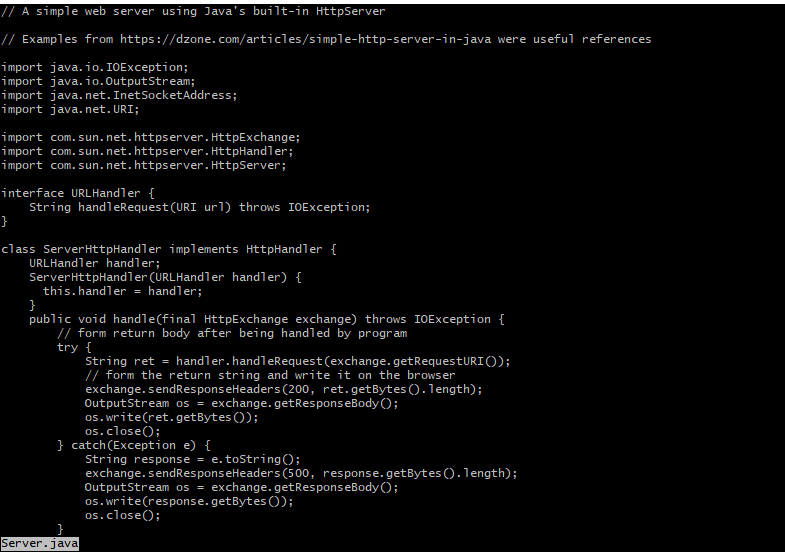 // A simple web server using Java's built-in HttpServer
// Examples from https://dzone.com/articles/simple-http-server-in-java were useful references
import java.io.IOException;
import java.io.OutputStream;
import java.net.InetSocketAddress;
import java.net.URI;
import com.sun.net.httpserver.HttpExchange;
import com.sun.net.httpserver.HttpHandler;
import com.sun.net.httpserver.HttpServer;
interface URLHandler {
    String handleRequest(URI url) throws IOException;
}
class ServerHttpHandler implements HttpHandler {
    URLHandler handler;
    ServerHttpHandler(URLHandler handler) {
      this.handler = handler;
    }
    public void handle(final HttpExchange exchange) throws IOException {
        // form return body after being handled by program
        try {
            String ret = handler.handleRequest(exchange.getRequestURI());
            // form the return string and write it on the browser
            exchange.sendResponseHeaders(200, ret.getBytes().length);
            OutputStream os = exchange.getResponseBody();
            os.write(ret.getBytes());
            os.close();
        } catch(Exception e) {
            String response = e.toString();
            exchange.sendResponseHeaders(500, response.getBytes().length);
            OutputStream os = exchange.getResponseBody();
            os.write(response.getBytes());
            os.close();
        }
Server.java